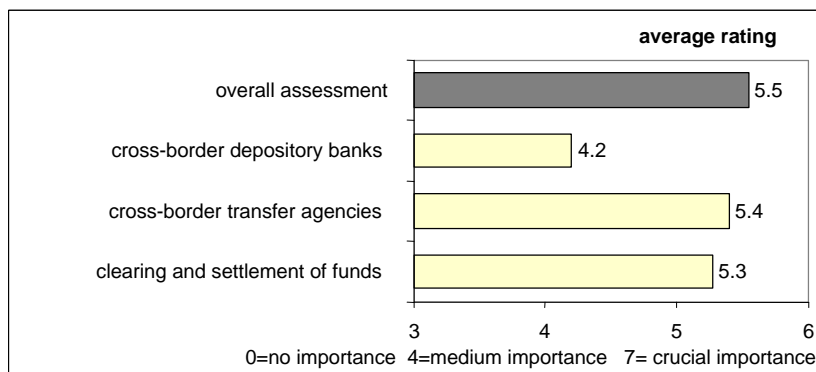 average rating
overall assessment 5.5
cross-border depository banks 4.2
cross-border transfer agencies 5.4
clearing and settlement of funds 5.3
3 4 5 6
0=no importance 4=medium importance 7= crucial importance